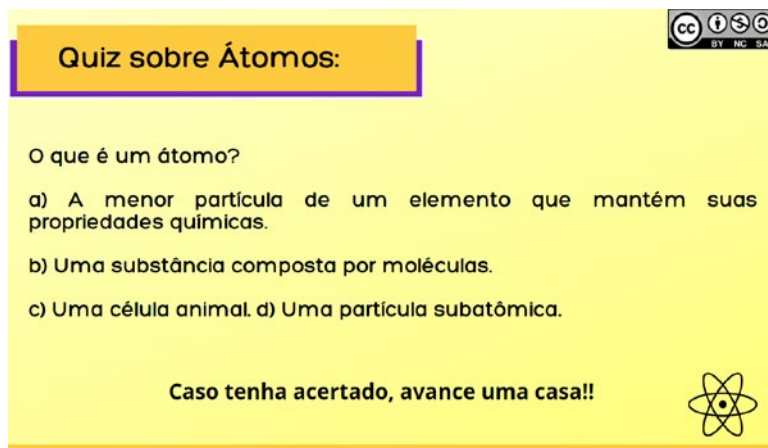 cc BY NC SA
Quiz sobre Átomos:
O que é um átomo?
a) A menor partícula de um elemento que mantém suas
propriedades químicas.
b) Uma substância composta por moléculas.
c) Uma célula animal. d) Uma partícula subatômica.
Caso tenha acertado, avance uma casa!!